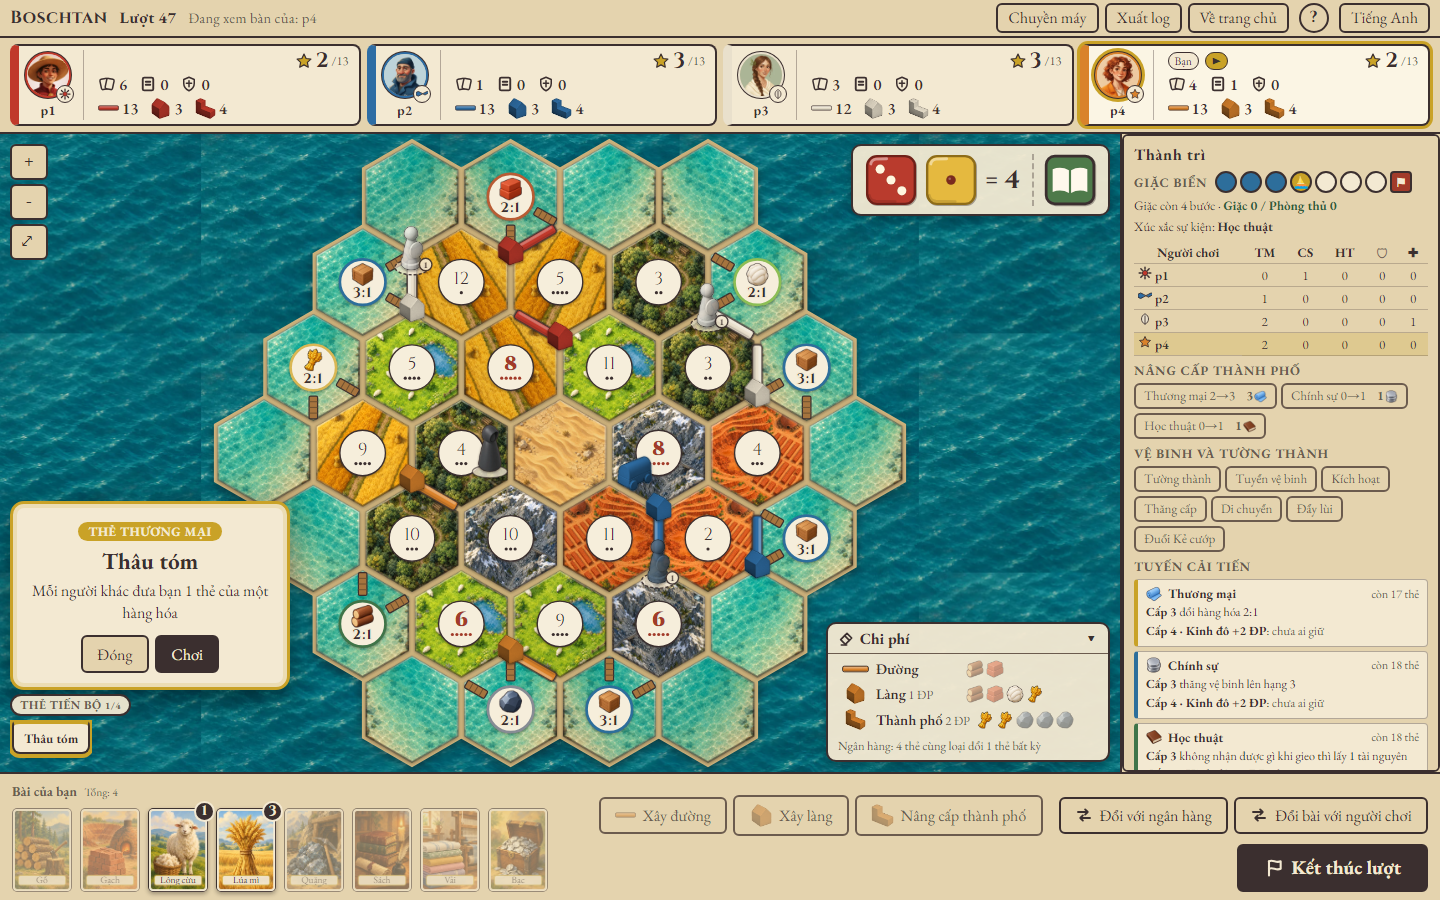 BOSCHTAN Lượt 47 Đang xem bàn của: p4
Chuyền máy Xuất log Về trang chủ ? Tiếng Anh
p1 2 /13
6 0 0
13 3 4
p2 3 /13
1 0 0
13 3 4
p3 3 /13
3 0 0
12 3 4
p4 Bạn 2 /13
4 1 0
13 3 4
+
-
= 4
2:1
3:1 12 5 3 2:1
2:1 5 8 11 3 3:1
9 4 8 4
10 10 11 2 3:1
2:1 6 9 6
2:1 3:1
1
1
1
THẺ THƯƠNG MẠI
Thâu tóm
Mỗi người khác đưa bạn 1 thẻ của một
hàng hóa
Đóng Chơi
THẺ TIẾN BỘ 1/4
Thâu tóm
Chi phí
Đường
Làng 1 ĐP
Thành phố 2 ĐP
Ngân hàng: 4 thẻ cùng loại đổi 1 thẻ bất kỳ
Thành trì
GIẶC BIỂN
Giặc còn 4 bước · Giặc 0 / Phòng thủ 0
Xúc xắc sự kiện: Học thuật
Người chơi TM CS HT
p1 0 1 0 0 0
p2 1 0 0 0 0
p3 2 0 0 0 1
p4 2 0 0 0 0
NÂNG CẤP THÀNH PHỐ
Thương mại 2→3 3 Chính sự 0→1 1
Học thuật 0→1 1
VỆ BINH VÀ TƯỜNG THÀNH
Tường thành Tuyển vệ binh Kích hoạt
Thăng cấp Di chuyển Đẩy lùi
Đuổi Kẻ cướp
TUYẾN CẢI TIẾN
Thương mại còn 17 thẻ
Cấp 3 đổi hàng hóa 2:1
Cấp 4 · Kinh đô +2 ĐP: chưa ai giữ
Chính sự còn 18 thẻ
Cấp 3 thăng vệ binh lên hạng 3
Cấp 4 · Kinh đô +2 ĐP: chưa ai giữ
Học thuật còn 18 thẻ
Cấp 3 không nhận được gì khi gieo thì lấy 1 tài nguyên
Bài của bạn Tổng: 4
1 3
Gỗ Gạch Lông cừu Lúa mì Quặng Sách Vải Bạc
Xây đường Xây làng Nâng cấp thành phố Đổi với ngân hàng Đổi bài với người chơi
Kết thúc lượt